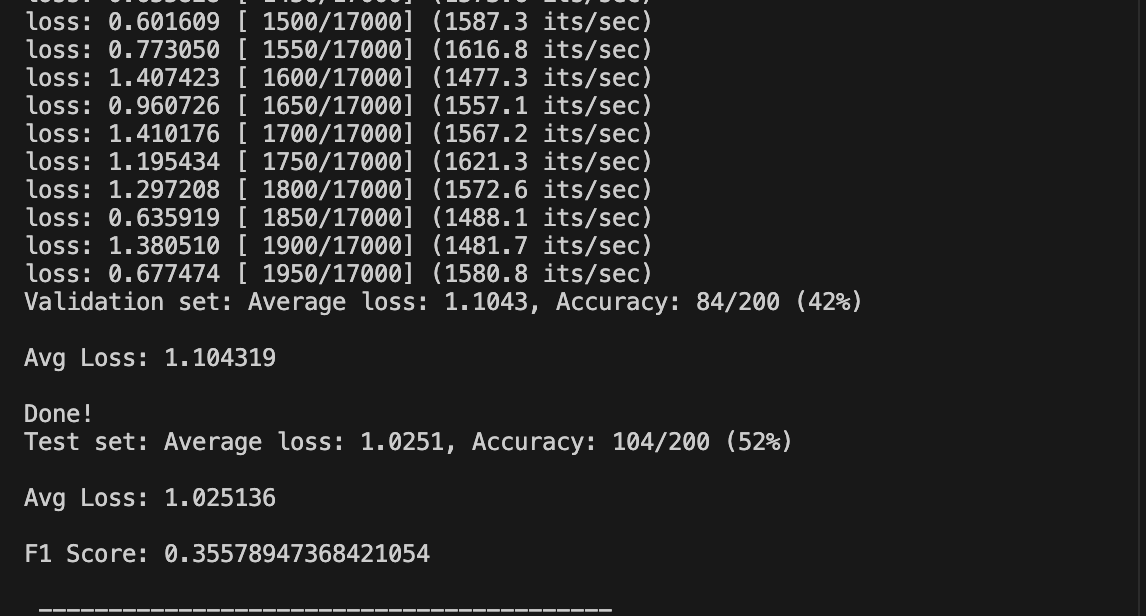 loss: 0.601609 [ 1500/17000] (1587.3 its/sec)
loss: 0.773050 [ 1550/17000] (1616.8 its/sec)
loss: 1.407423 [ 1600/17000] (1477.3 its/sec)
loss: 0.960726 [ 1650/17000] (1557.1 its/sec)
loss: 1.410176 [ 1700/17000] (1567.2 its/sec)
loss: 1.195434 [ 1750/17000] (1621.3 its/sec)
loss: 1.297208 [ 1800/17000] (1572.6 its/sec)
loss: 0.635919 [ 1850/17000] (1488.1 its/sec)
loss: 1.380510 [ 1900/17000] (1481.7 its/sec)
loss: 0.677474 [ 1950/17000] (1580.8 its/sec)
Validation set: Average loss: 1.1043, Accuracy: 84/200 (42%)
Avg Loss: 1.104319
Done!
Test set: Average loss: 1.0251, Accuracy: 104/200 (52%)
Avg Loss: 1.025136
F1 Score: 0.35578947368421054